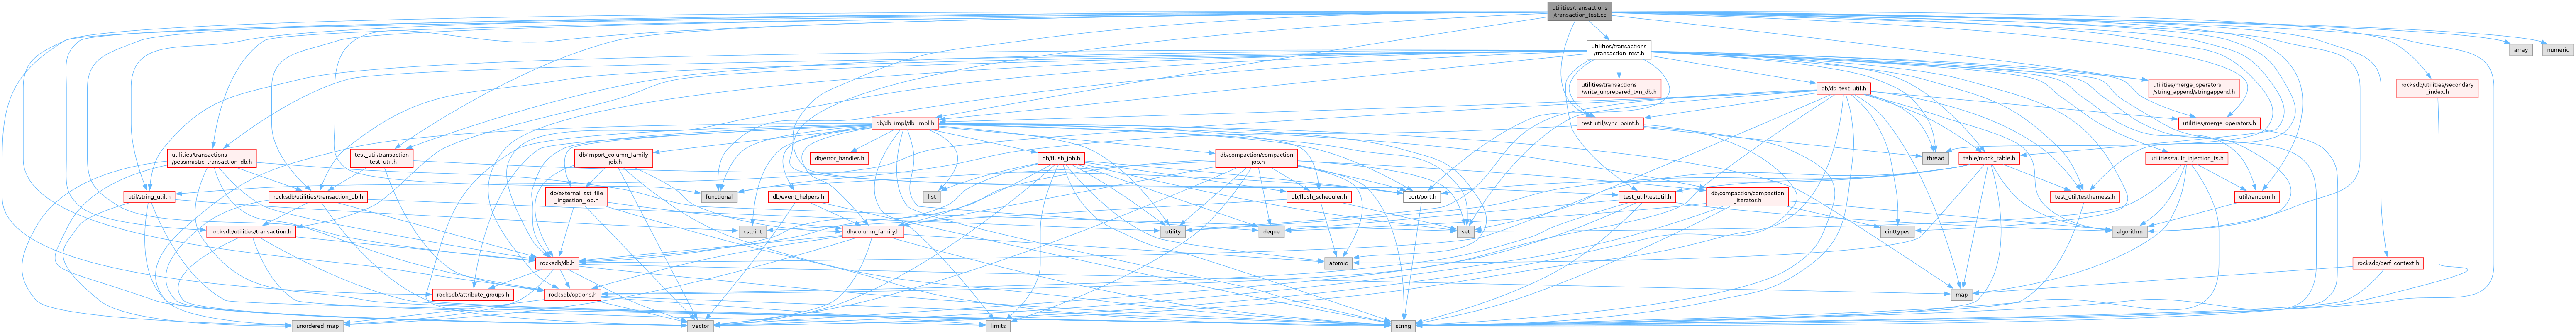 utilities/transactions
/transaction_test.cc
utilities/transactions
/transaction_test.h
array
numeric
utilities/transactions
/write_unprepared_txn_db.h
db/db_test_util.h
utilities/merge_operators
/string_append/stringappend.h
rocksdb/utilities/secondary
_index.h
db/db_impl/db_impl.h
test_util/sync_point.h
utilities/merge_operators.h
utilities/transactions
/pessimistic_transaction_db.h
test_util/transaction
_test_util.h
db/import_column_family
_job.h
db/error_handler.h
db/flush_job.h
db/compaction/compaction
_job.h
thread
table/mock_table.h
utilities/fault_injection_fs.h
util/string_util.h
rocksdb/utilities/transaction_db.h
db/external_sst_file
_ingestion_job.h
functional
db/event_helpers.h
list
db/flush_scheduler.h
port/port.h
test_util/testutil.h
db/compaction/compaction
_iterator.h
test_util/testharness.h
util/random.h
rocksdb/utilities/transaction.h
cstdint
db/column_family.h
utility
deque
set
cinttypes
algorithm
rocksdb/db.h
atomic
rocksdb/perf_context.h
rocksdb/attribute_groups.h
rocksdb/options.h
map
unordered_map
vector
limits
string